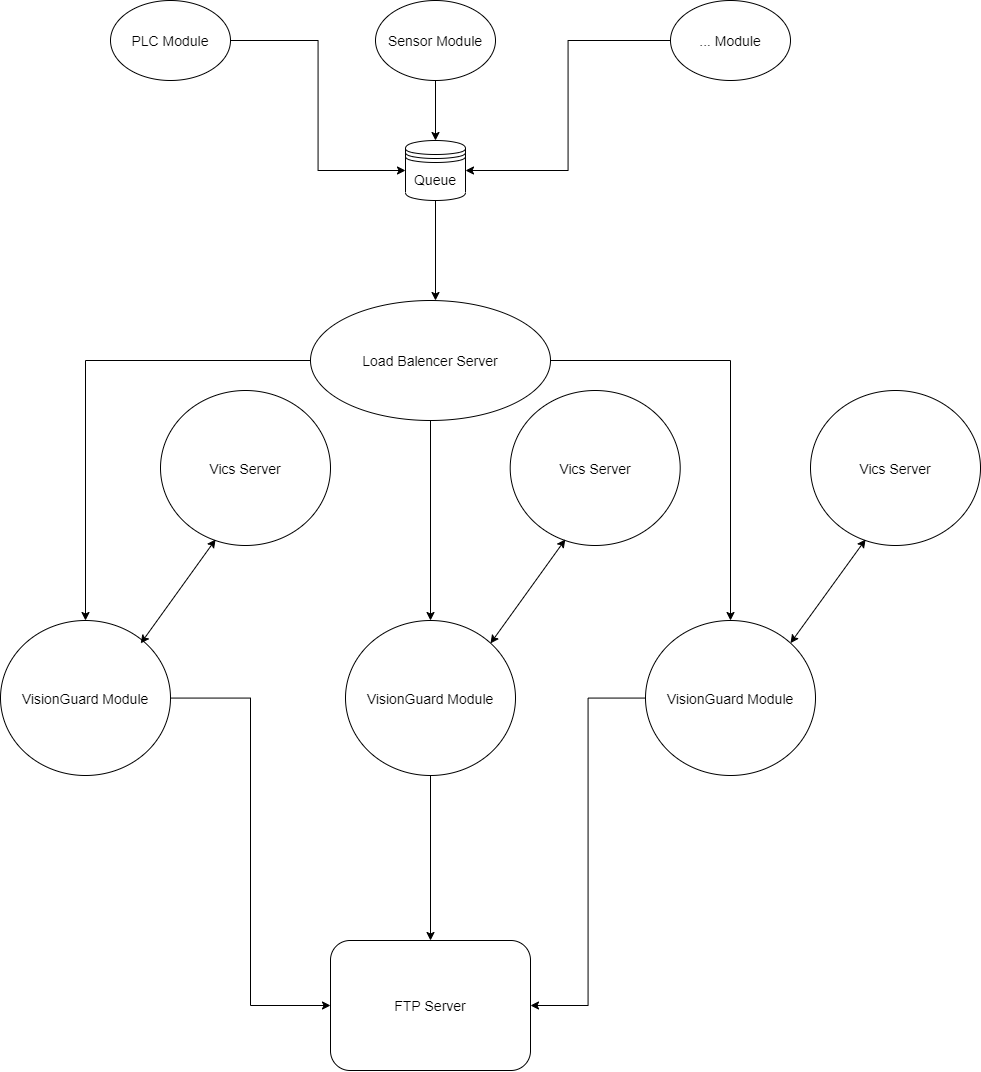 PLC Module
Sensor Module
... Module
Queue
Load Balencer Server
Vics Server
Vics Server
Vics Server
VisionGuard Module
VisionGuard Module
VisionGuard Module
FTP Server